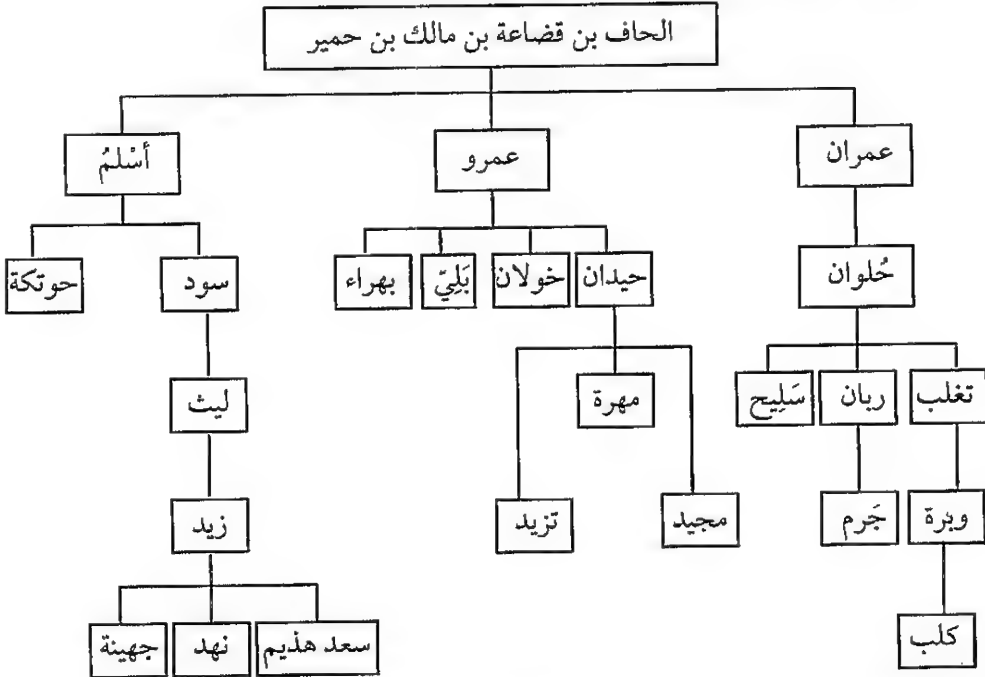 الحاف بن قضاعة بن مالك بن حمير
عمران
عمرو
أسْلمُ
حُلوان
حيدان
خولان
بَلِيّ
بهراء
سود
حوتكة
تغلب
ربان
سَلِيح
مهرة
ليث
وبرة
جَرم
مجيد
تزيد
زيد
كلب
سعد هذيم
نهد
جهينة